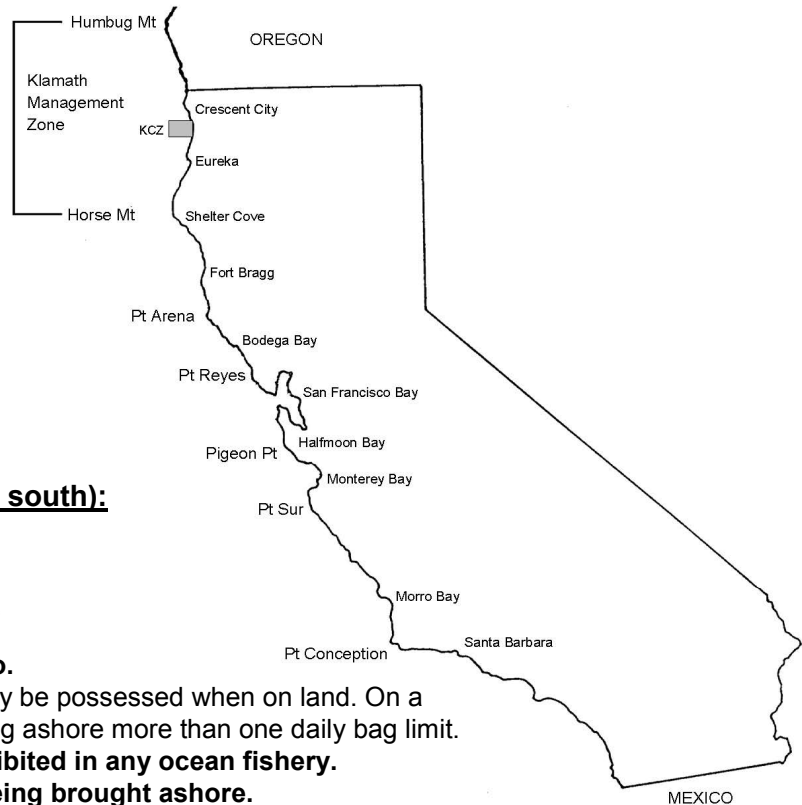 Humbug Mt
OREGON
Klamath
Management
Zone
Crescent City
KCZ
Eureka
Horse Mt
Shelter Cove
Fort Bragg
Pt Arena
Bodega Bay
Pt Reyes
San Francisco Bay
Halfmoon Bay
Pigeon Pt
Monterey Bay
south):
Pt Sur
Morro Bay
Santa Barbara
Pt Conception
y be possessed when on land. On a
g ashore more than one daily bag limit.
ibited in any ocean fishery.
eing brought ashore.
MEXICO